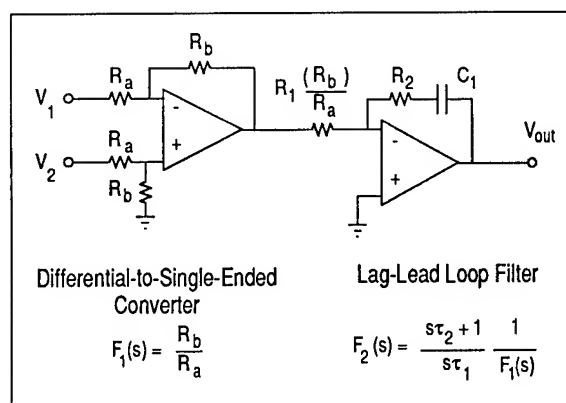 R_b
R_a
V_1
-
+
R_a
V_2
R_b
R_1 (R_b)/R_a
R_2
C_1
-
+
V_out
Differential-to-Single-Ended
Converter
F_1(s) = R_b/R_a
Lag-Lead Loop Filter
F_2(s) = sτ_2 + 1/sτ_1 1/F_1(s)